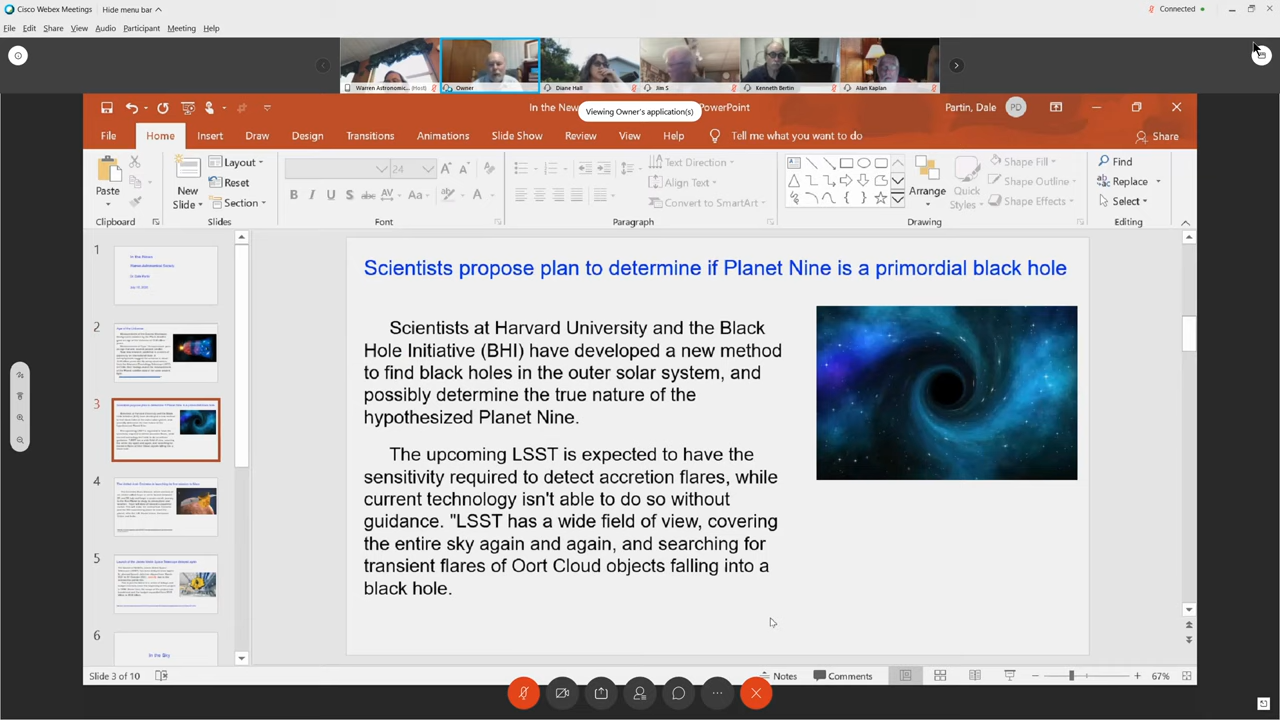 Cisco Webex Meetings
Hide menu bar
Connected
File Edit Share View Audio Participant Meeting Help
Warren Astronomic... (Host)
Owner
Diane Hall
Jim S
Kenneth Bertin
Alan Kaplan
Viewing Owner's application(s)
In the New
PowerPoint
Partin, Dale
PD
File Home Insert Draw Design Transitions Animations Slide Show Review View Help Tell me what you want to do Share
Paste
Clipboard
New
Slide
Layout
Reset
Section
Slides
24
B I U S abc AV Aa A
Font
Text Direction
Align Text
Convert to SmartArt
Paragraph
Arrange
Quick
Styles
Shape Fill
Shape Outline
Shape Effects
Drawing
Find
Replace
Select
Editing
1
2
3
4
5
6
In the Sky
Scientists propose plan to determine if Planet Nine is a primordial black hole
Scientists at Harvard University and the Black
Hole Initiative (BHI) have developed a new method
to find black holes in the outer solar system, and
possibly determine the true nature of the
hypothesized Planet Nine.
The upcoming LSST is expected to have the
sensitivity required to detect accretion flares, while
current technology isn't able to do so without
guidance. "LSST has a wide field of view, covering
the entire sky again and again, and searching for
transient flares of Oort Cloud objects falling into a
black hole.
Slide 3 of 10
Notes
Comments
67%